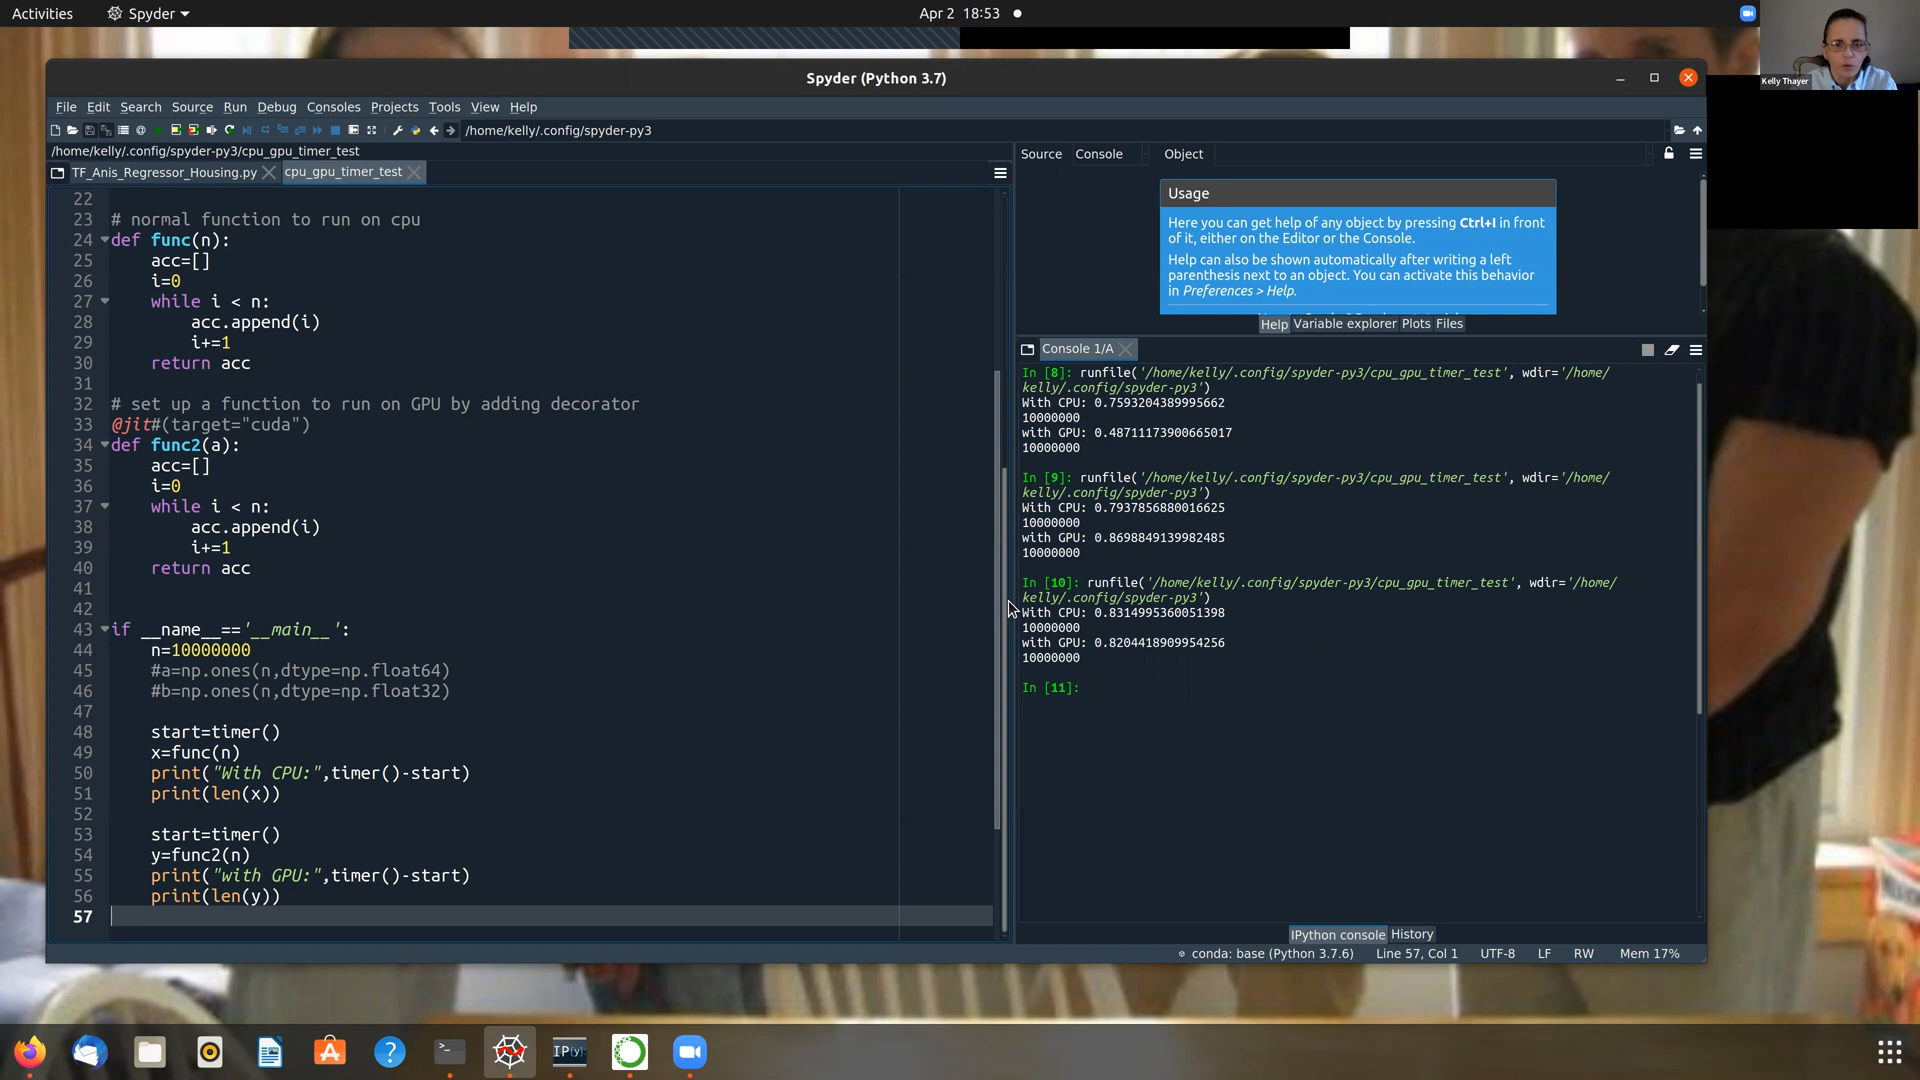 Activities
Spyder
Apr 2 18:53
Kelly Thayer
Spyder (Python 3.7)
File Edit Search Source Run Debug Consoles Projects Tools View Help
/home/kelly/.config/spyder-py3
/home/kelly/.config/spyder-py3/cpu_gpu_timer_test
TF_Anis_Regressor_Housing.py
cpu_gpu_timer_test
22
23 # normal function to run on cpu
24 def func(n):
25 acc=[]
26 i=0
27 while i < n:
28 acc.append(i)
29 i+=1
30 return acc
31
32 # set up a function to run on GPU by adding decorator
33 @jit#(target="cuda")
34 def func2(a):
35 acc=[]
36 i=0
37 while i < n:
38 acc.append(i)
39 i+=1
40 return acc
41
42
43 if __name__=='__main__':
44 n=10000000
45 #a=np.ones(n,dtype=np.float64)
46 #b=np.ones(n,dtype=np.float32)
47
48 start=timer()
49 x=func(n)
50 print("With CPU:",timer()-start)
51 print(len(x))
52
53 start=timer()
54 y=func2(n)
55 print("with GPU:",timer()-start)
56 print(len(y))
57
Source Console Object
Usage
Here you can get help of any object by pressing Ctrl+I in front
of it, either on the Editor or the Console.
Help can also be shown automatically after writing a left
parenthesis next to an object. You can activate this behavior
in Preferences > Help.
Help Variable explorer Plots Files
Console 1/A
In [8]: runfile('/home/kelly/.config/spyder-py3/cpu_gpu_timer_test', wdir='/home/
kelly/.config/spyder-py3')
With CPU: 0.7593204389995662
10000000
with GPU: 0.48711173900665017
10000000
In [9]: runfile('/home/kelly/.config/spyder-py3/cpu_gpu_timer_test', wdir='/home/
kelly/.config/spyder-py3')
With CPU: 0.7937856880016625
10000000
with GPU: 0.8698849139982485
10000000
In [10]: runfile('/home/kelly/.config/spyder-py3/cpu_gpu_timer_test', wdir='/home/
kelly/.config/spyder-py3')
With CPU: 0.8314995360051398
10000000
with GPU: 0.8204418909954256
10000000
In [11]:
IPython console History
conda: base (Python 3.7.6) Line 57, Col 1 UTF-8 LF RW Mem 17%
IP[y]: